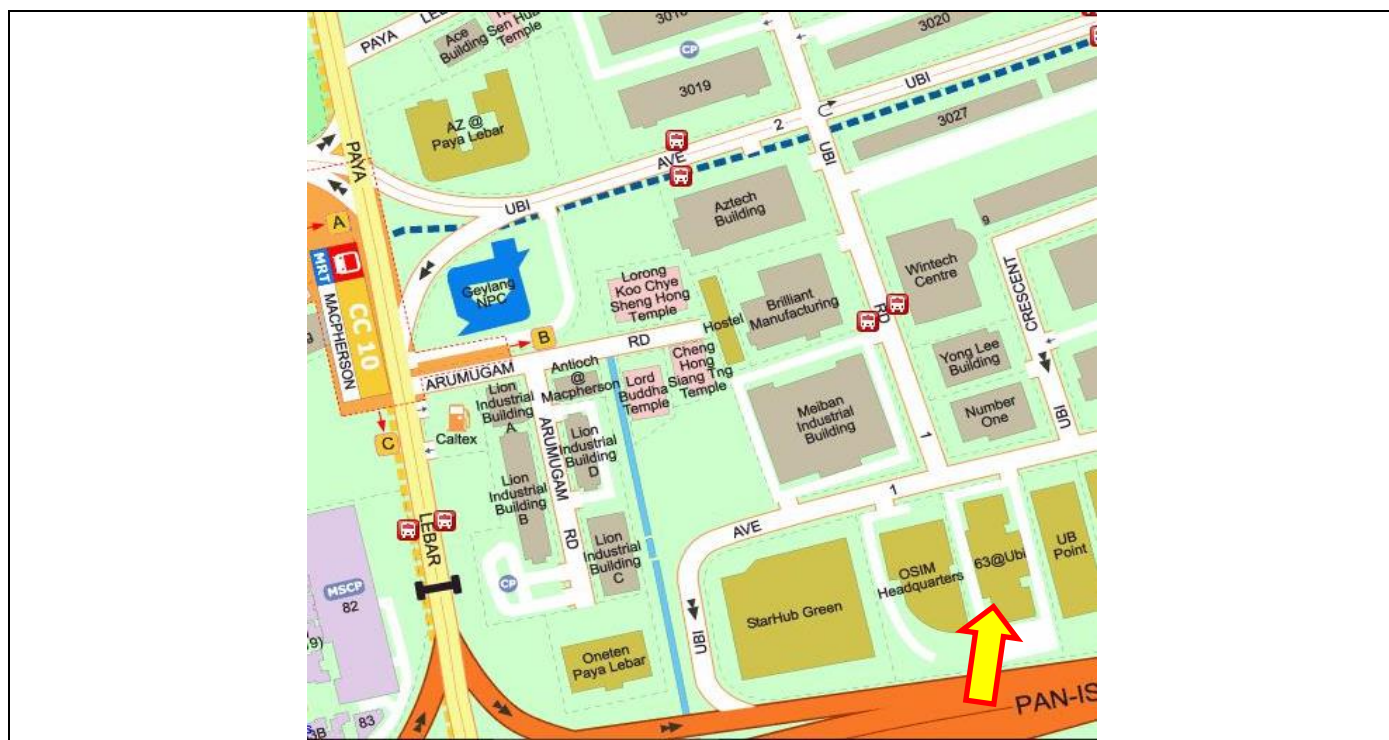 3018
3020
PAYA
Ace
Building
Sen Hua
Temple
CP
3019
UBI
3027
AZ @
Paya Lebar
PAYA
AVE
2
UBI
UBI
Aztech
Building
9
A
MRT
MACPHERSON
CC 10
Geylang
NPC
Lorong
Koo Chye
Sheng Hong
Temple
Wintech
Centre
CRESCENT
Hostel
Brilliant
Manufacturing
RD
B
RD
ARUMUGAM
Antioch
@
Macpherson
Cheng
Hong
Siang Tng
Temple
Lord
Buddha
Temple
Yong Lee
Building
Lion
Industrial
Building
A
Caltex
C
ARUMUGAM
Lion
Industrial
Building
D
Meiban
Industrial
Building
Number
One
UBI
1
Lion
Industrial
Building
B
RD
1
AVE
LEBAR
Lion
Industrial
Building
C
CP
MSCP
82
OSIM
Headquarters
63@Ubi
UB
Point
StarHub Green
UBI
Oneten
Paya Lebar
83
3B
PAN-IS